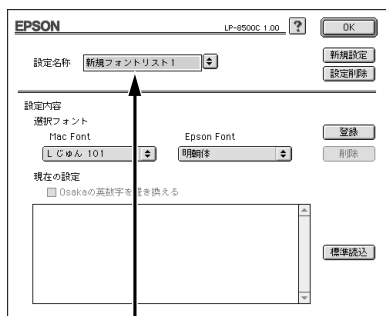 EPSON LP-8500C 1.00 ? OK
設定名称 新規フォントリスト1 新規設定
設定削除
設定内容
選択フォント
Mac Font Epson Font 登録
Lじゅん 101 明朝体 削除
現在の設定
Osakaの英数字を置き換える
標準読込